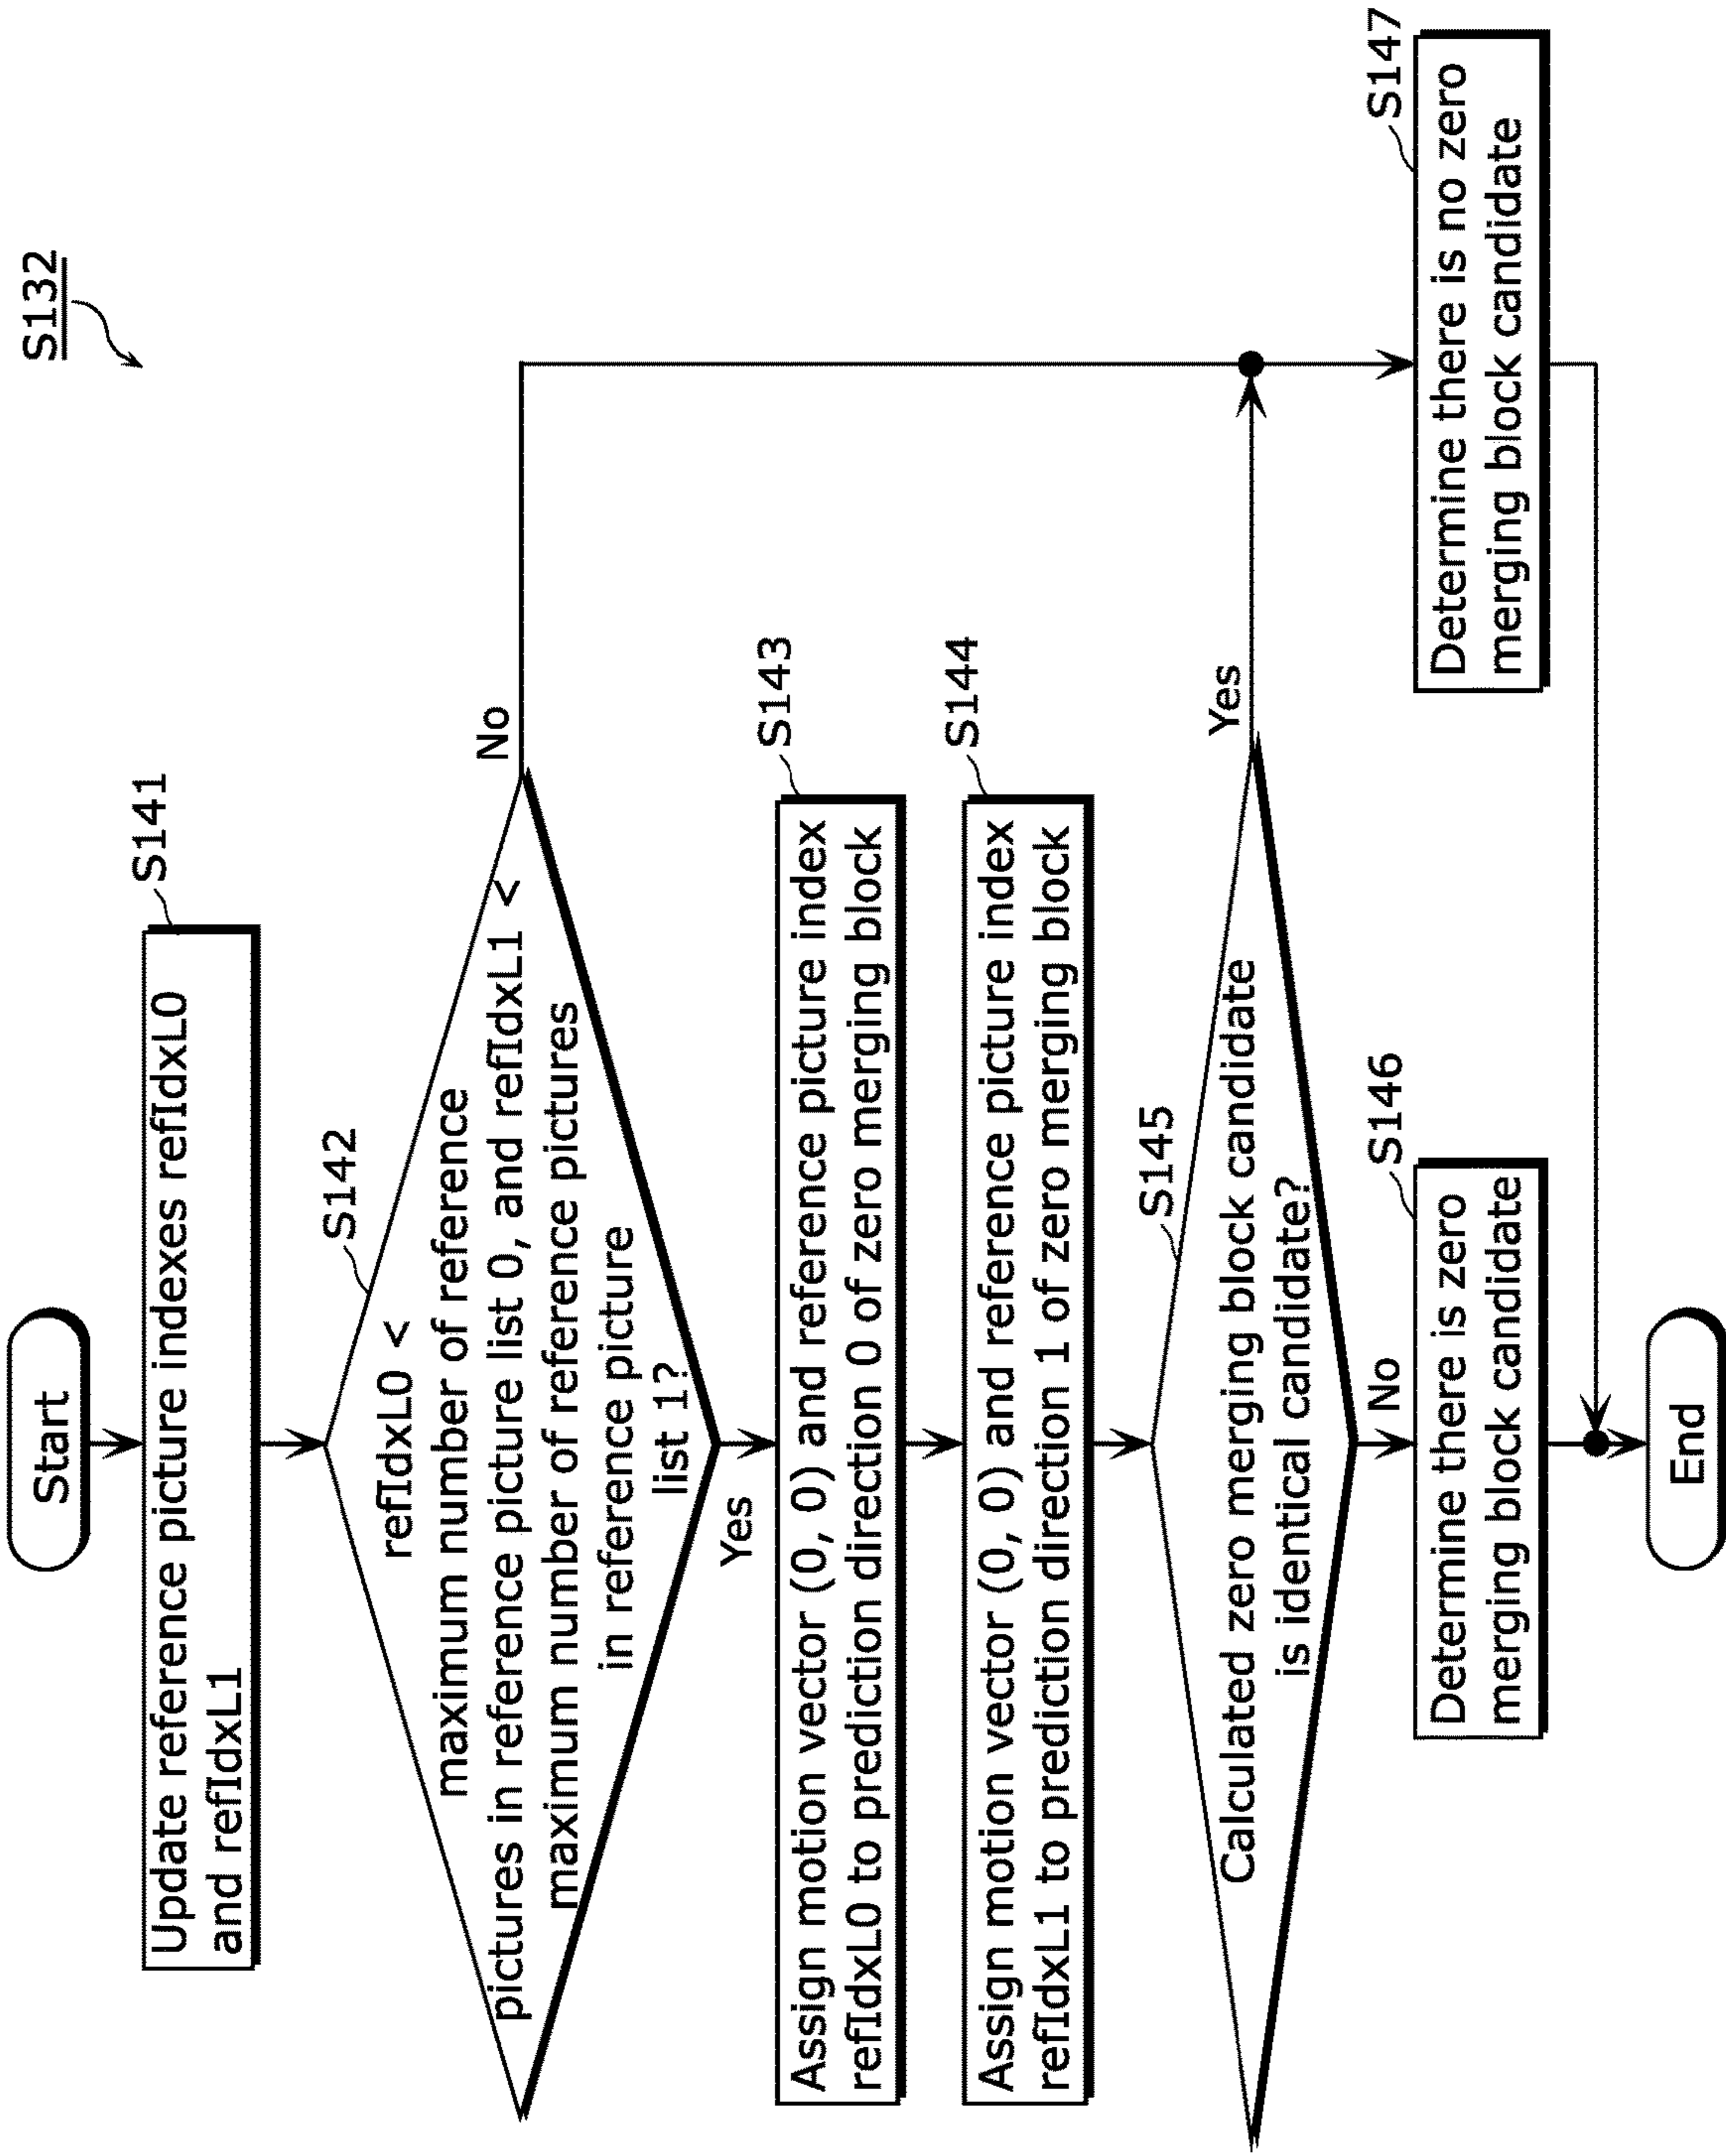 S132
Start
S141
Update reference picture indexes refIdxL0
and refIdxL1
S142
refIdxL0 <
maximum number of reference
pictures in reference picture list 0, and refIdxL1 <
maximum number of reference pictures
in reference picture
list 1?
No
Yes
S143
Assign motion vector (0, 0) and reference picture index
refIdxL0 to prediction direction 0 of zero merging block
S144
Assign motion vector (0, 0) and reference picture index
refIdxL1 to prediction direction 1 of zero merging block
S145
Calculated zero merging block candidate
is identical candidate?
Yes
No
S146
Determine there is zero
merging block candidate
S147
Determine there is no zero
merging block candidate
End